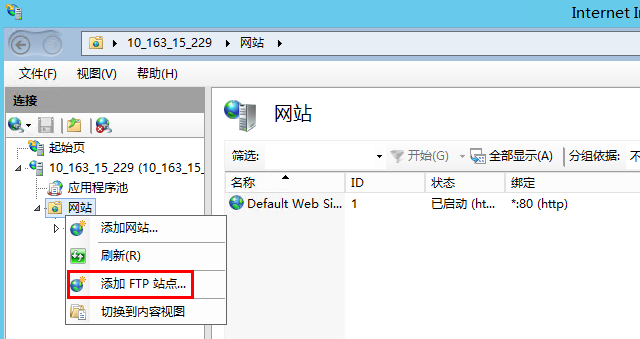 Internet In
10_163_15_229 网站
文件(F) 视图(V) 帮助(H)
连接
起始页
10_163_15_229 (10_163_15_
应用程序池
网站
添加网站...
刷新(R)
添加 FTP 站点...
切换到内容视图
网站
筛选: 开始(G) 全部显示(A) 分组依据: 不
名称 ID 状态 绑定
Default Web Si... 1 已启动 (ht... *:80 (http)